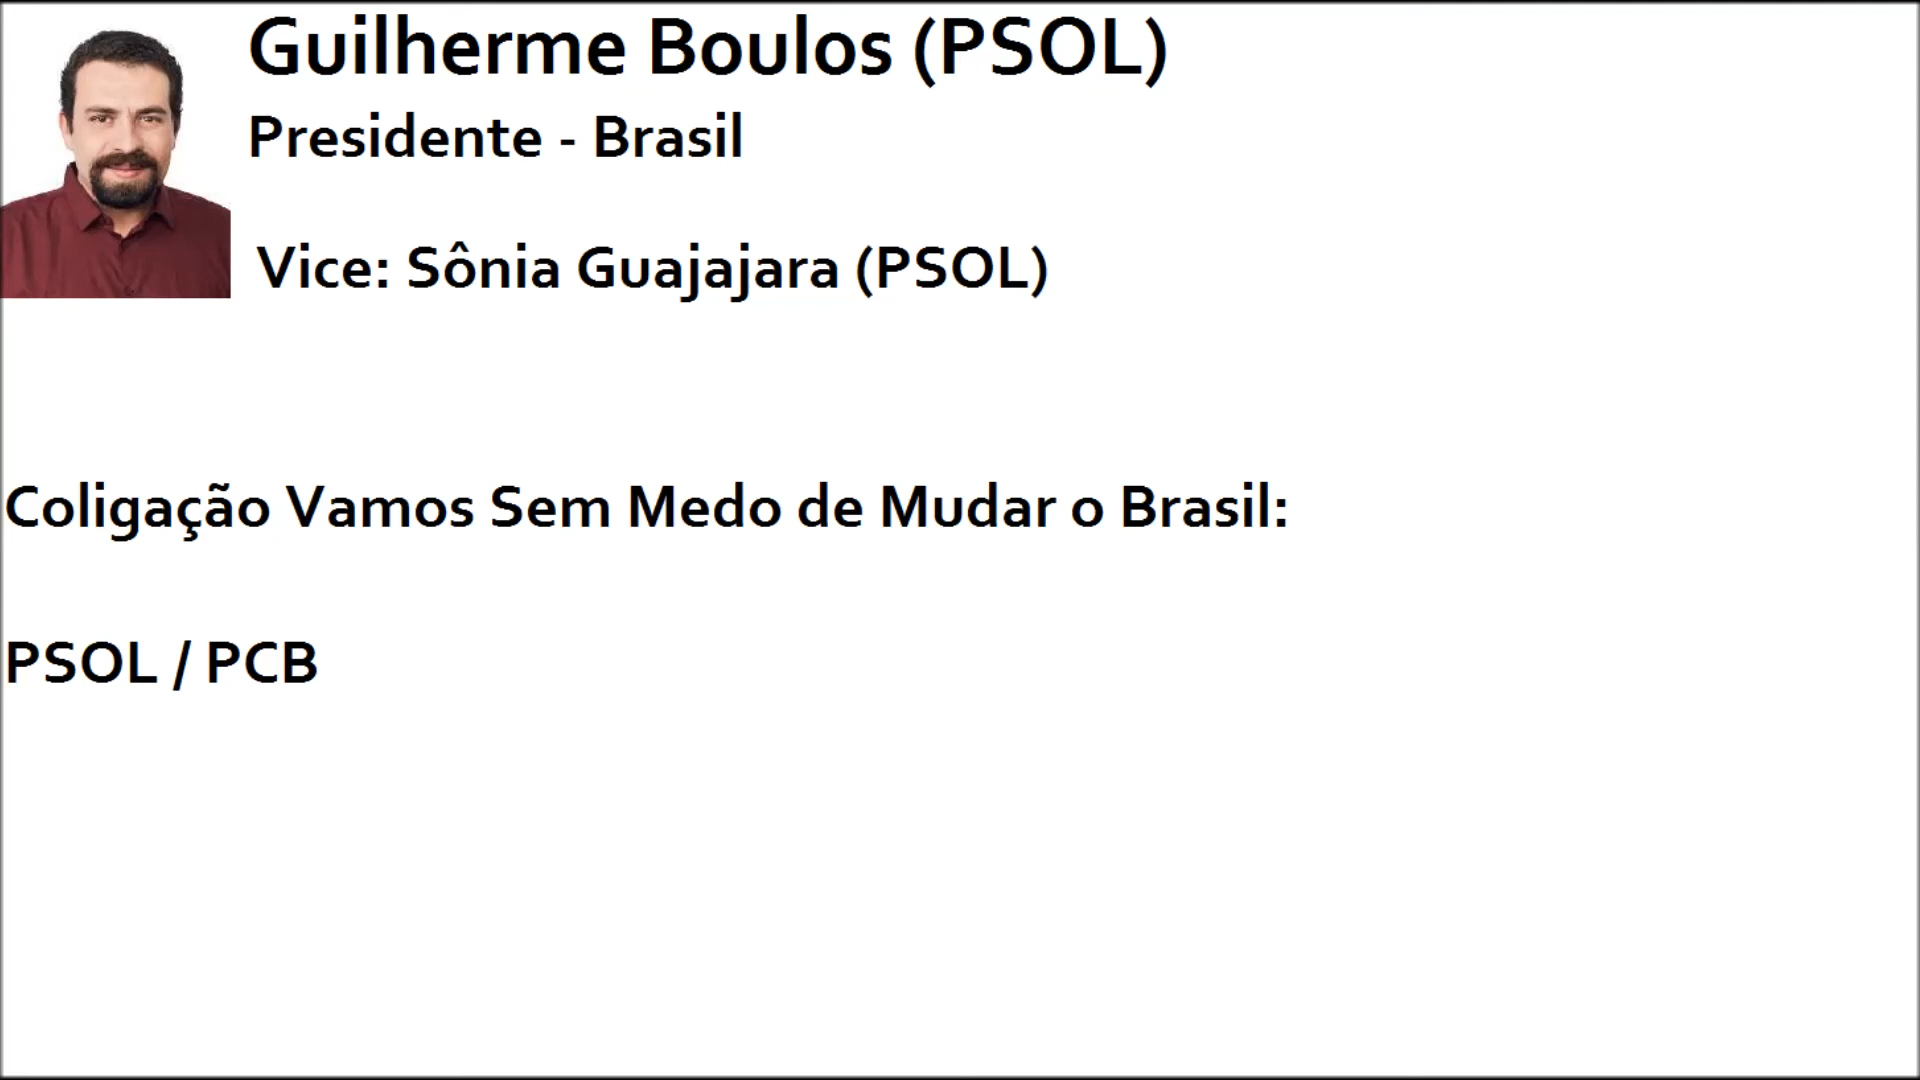 Guilherme Boulos (PSOL)
Presidente - Brasil
Vice: Sônia Guajajara (PSOL)
Coligação Vamos Sem Medo de Mudar o Brasil:
PSOL / PCB